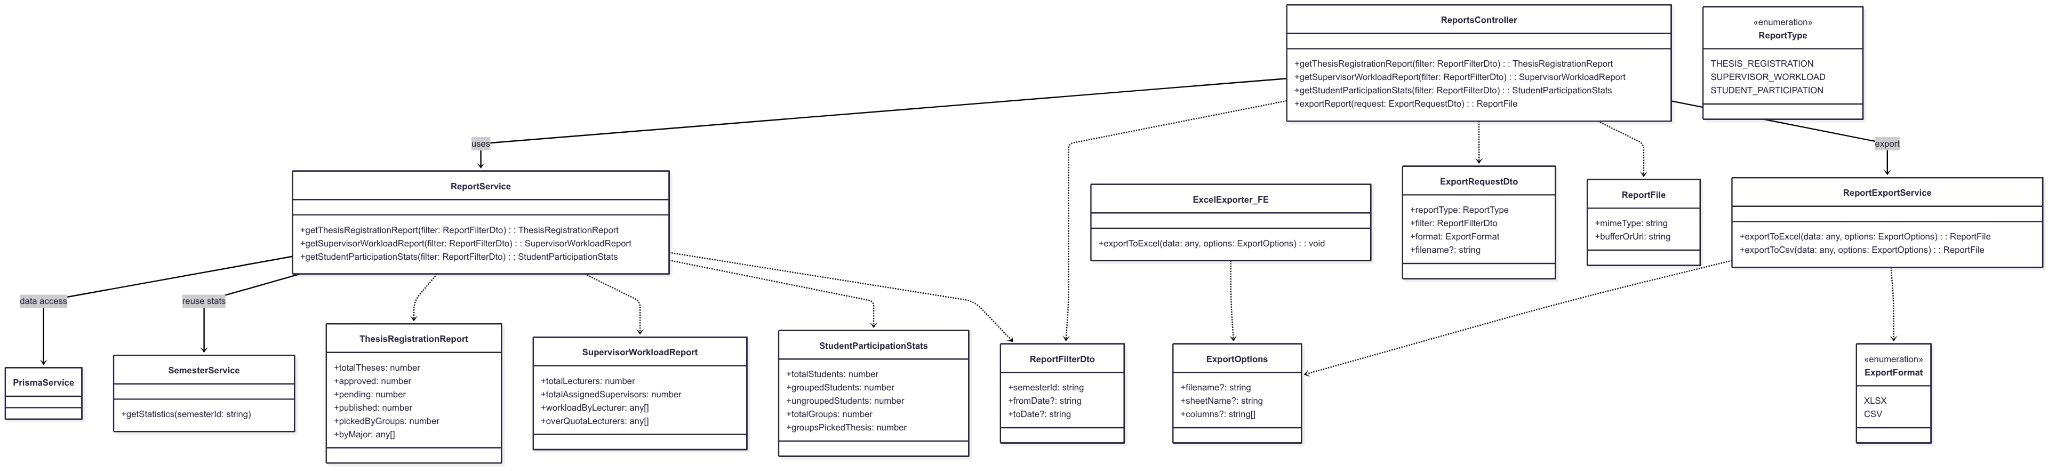 ReportsController
+getThesisRegistrationReport(filter: ReportFilterDto) : : ThesisRegistrationReport
+getSupervisorWorkloadReport(filter: ReportFilterDto) : : SupervisorWorkloadReport
+getStudentParticipationStats(filter: ReportFilterDto) : : StudentParticipationStats
+exportReport(request: ExportRequestDto) : : ReportFile
«enumeration»
ReportType
THESIS_REGISTRATION
SUPERVISOR_WORKLOAD
STUDENT_PARTICIPATION
uses
export
ReportService
+getThesisRegistrationReport(filter: ReportFilterDto) : : ThesisRegistrationReport
+getSupervisorWorkloadReport(filter: ReportFilterDto) : : SupervisorWorkloadReport
+getStudentParticipationStats(filter: ReportFilterDto) : : StudentParticipationStats
ExcelExporter_FE
+exportToExcel(data: any, options: ExportOptions) : : void
ExportRequestDto
+reportType: ReportType
+filter: ReportFilterDto
+format: ExportFormat
+filename?: string
ReportFile
+mimeType: string
+bufferOrUrl: string
ReportExportService
+exportToExcel(data: any, options: ExportOptions) : : ReportFile
+exportToCsv(data: any, options: ExportOptions) : : ReportFile
data access
reuse stats
PrismaService
SemesterService
+getStatistics(semesterId: string)
ThesisRegistrationReport
+totalTheses: number
+approved: number
+pending: number
+published: number
+pickedByGroups: number
+byMajor: any[]
SupervisorWorkloadReport
+totalLecturers: number
+totalAssignedSupervisors: number
+workloadByLecturer: any[]
+overQuotaLecturers: any[]
StudentParticipationStats
+totalStudents: number
+groupedStudents: number
+ungroupedStudents: number
+totalGroups: number
+groupsPickedThesis: number
ReportFilterDto
+semesterId: string
+fromDate?: string
+toDate?: string
ExportOptions
+filename?: string
+sheetName?: string
+columns?: string[]
«enumeration»
ExportFormat
XLSX
CSV